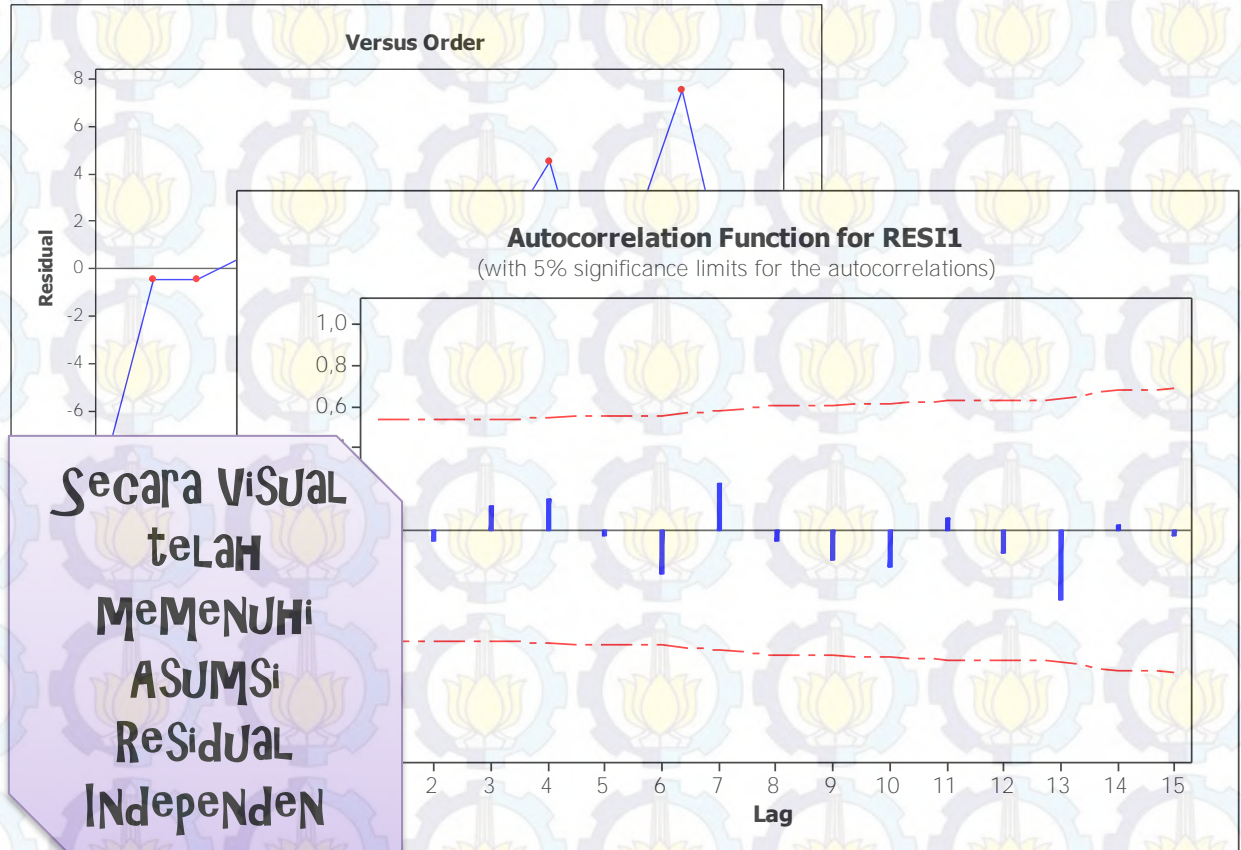 Versus Order
8
6
4
2
0
-2
-4
-6
Residual
Autocorrelation Function for RESI1
(with 5% significance limits for the autocorrelations)
1,0
0,8
0,6
2 3 4 5 6 7 8 9 10 11 12 13 14 15
Lag
Secara Visual
telah
memenuhi
asumsi
Residual
Independen